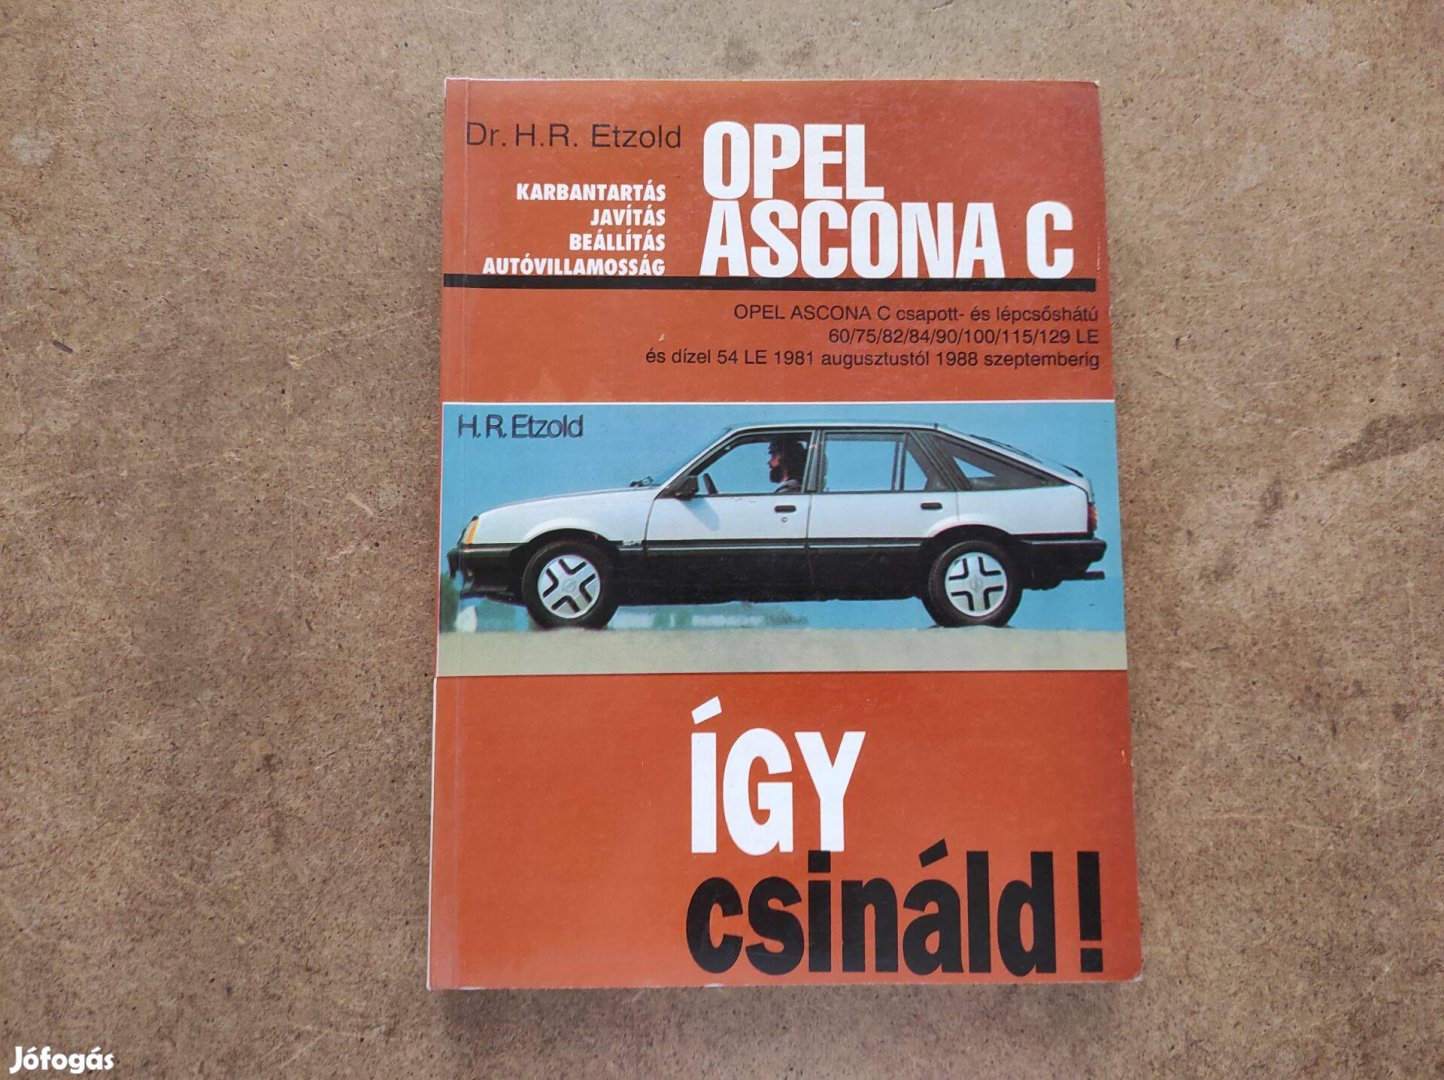 Dr. H.R. Etzold
OPEL
ASCONA C
KARBANTARTÁS
JAVÍTÁS
BEÁLLÍTÁS
AUTÓVILLAMOSSÁG
OPEL ASCONA C csapott- és lépcsőshátú
60/75/82/84/90/100/115/129 LE
és dízel 54 LE 1981 augusztustól 1988 szeptemberig
H. R. Etzold
ÍGY
csináld!
Jófogás